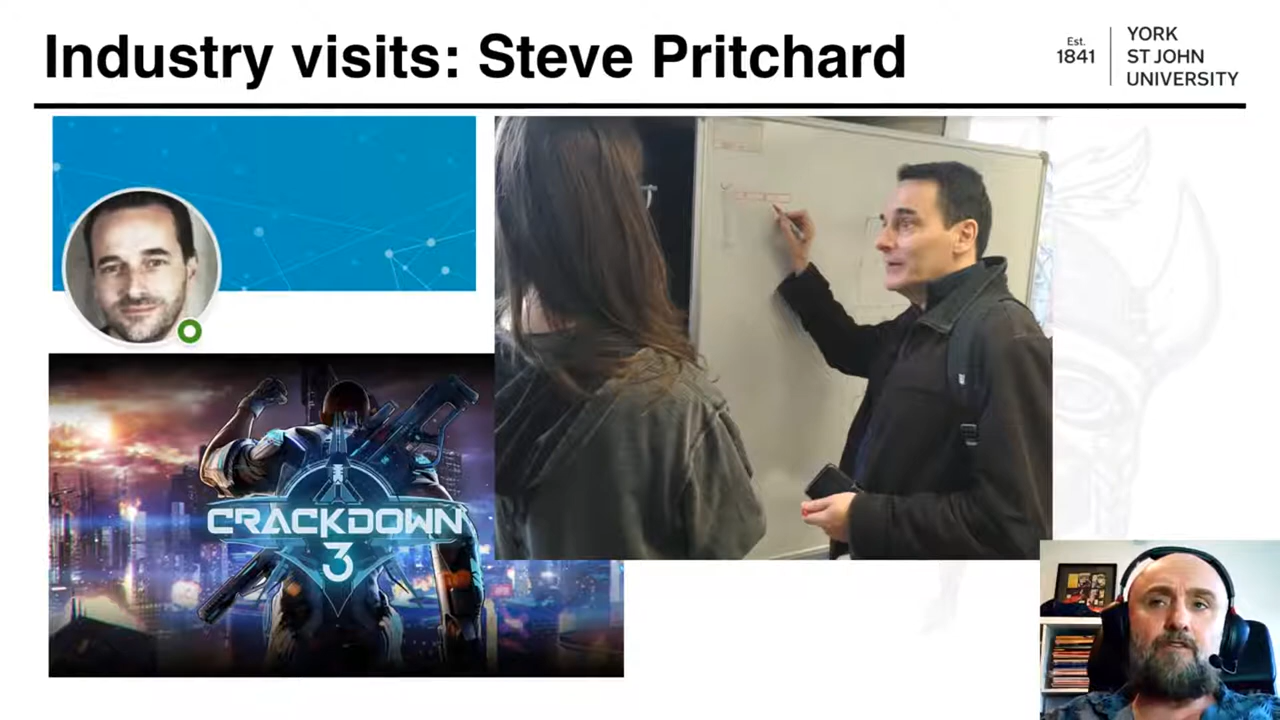 Industry visits: Steve Pritchard
Est.
1841
YORK
ST JOHN
UNIVERSITY
CRACKDOWN
3